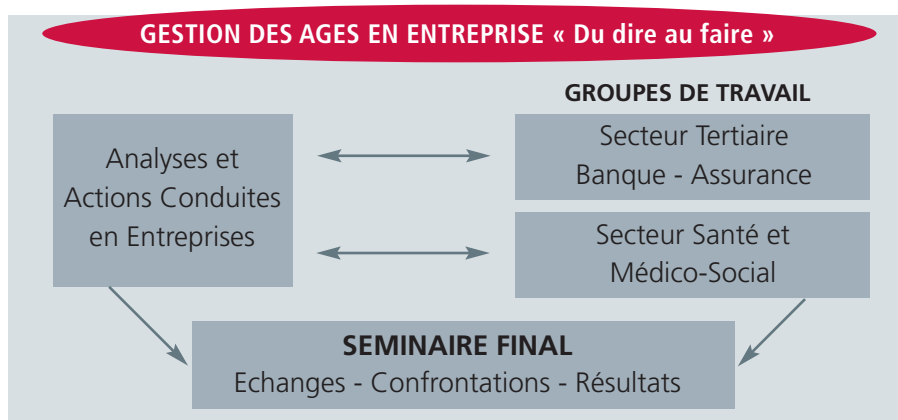 GESTION DES AGES EN ENTREPRISE « Du dire au faire »
GROUPES DE TRAVAIL
Analyses et
Actions Conduites
en Entreprises
Secteur Tertiaire
Banque - Assurance
Secteur Santé et
Médico-Social
SEMINAIRE FINAL
Echanges - Confrontations - Résultats